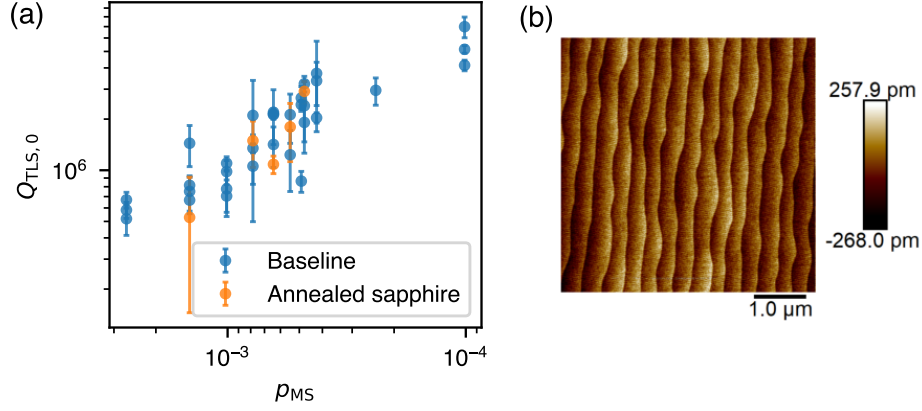 (a)
Q_TLS, 0
10^6
Baseline
Annealed sapphire
10^−3
10^−4
p_MS
(b)
257.9 pm
-268.0 pm
1.0 µm